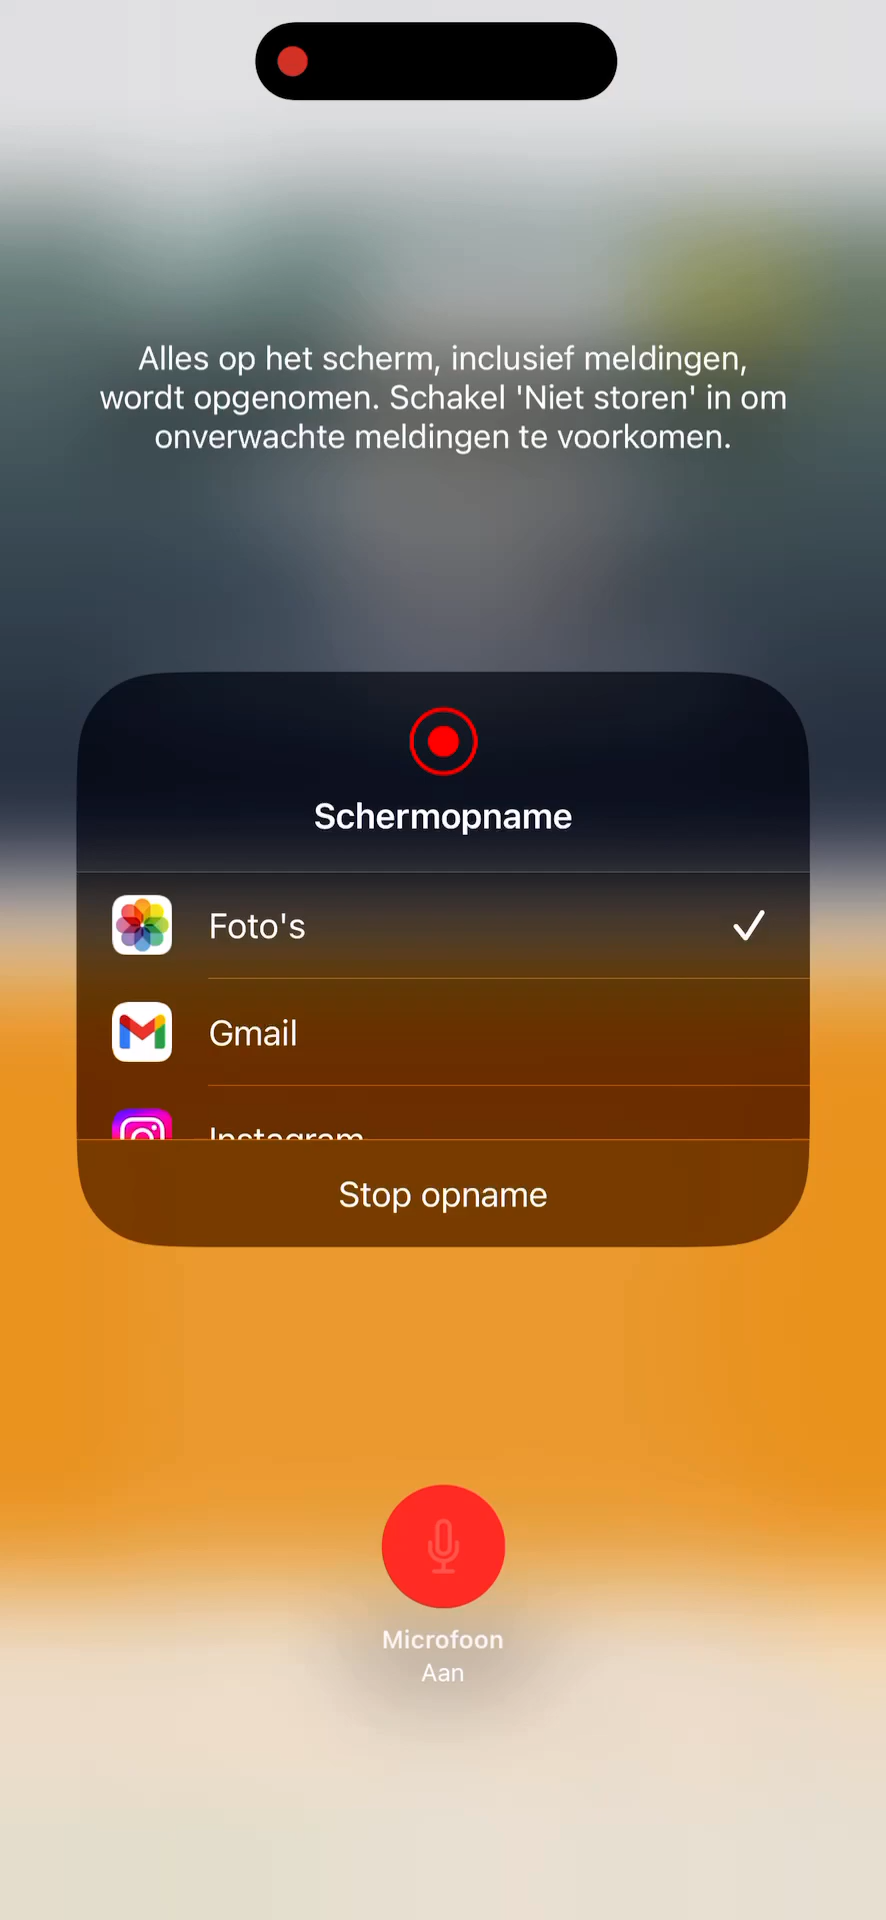 Alles op het scherm, inclusief meldingen,
wordt opgenomen. Schakel 'Niet storen' in om
onverwachte meldingen te voorkomen.
Schermopname
Foto's
Gmail
Instagram
Stop opname
Microfoon
Aan